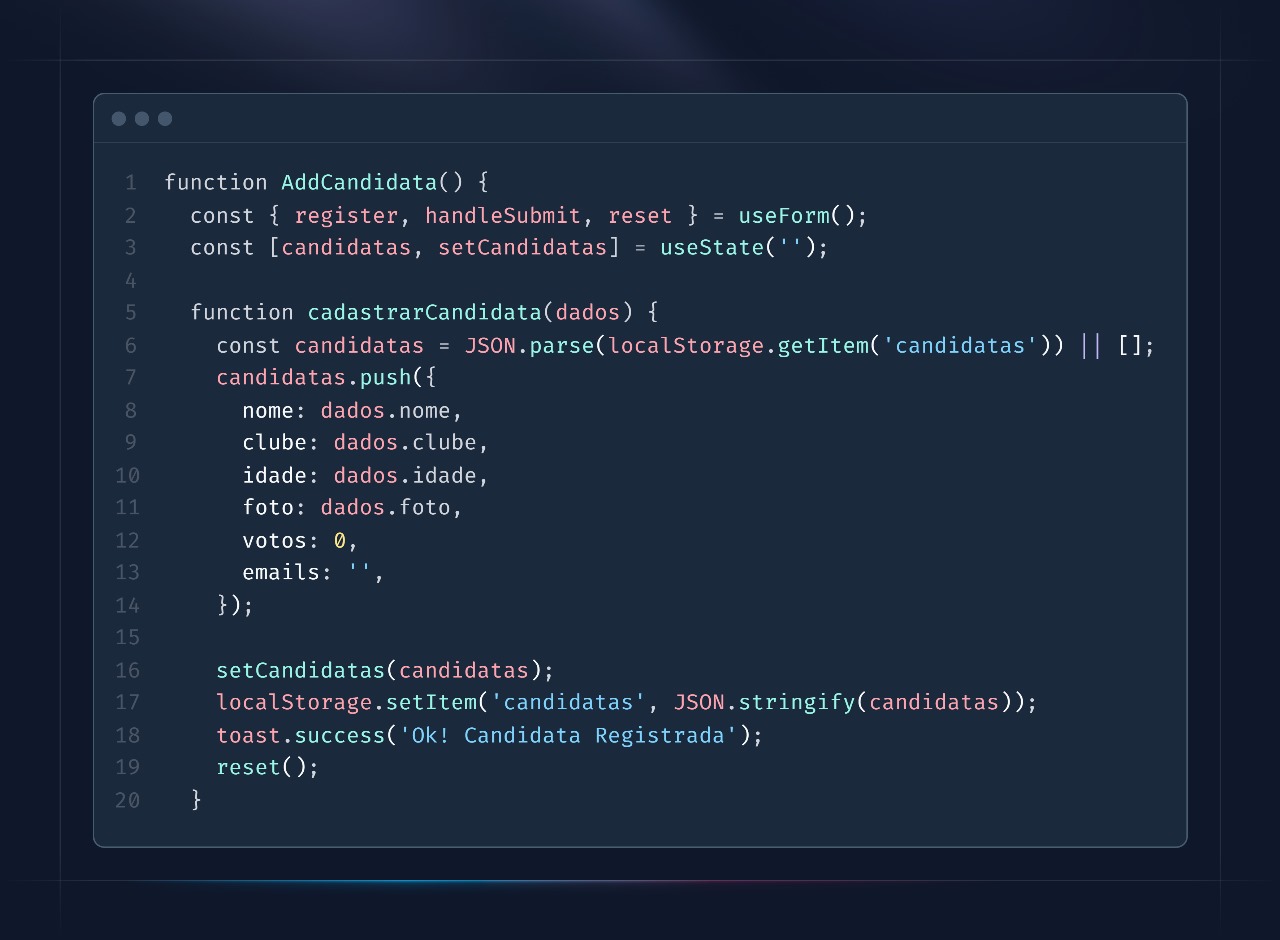 1 function AddCandidata() {
2   const { register, handleSubmit, reset } = useForm();
3   const [candidatas, setCandidatas] = useState('');
4
5   function cadastrarCandidata(dados) {
6     const candidatas = JSON.parse(localStorage.getItem('candidatas')) || [];
7     candidatas.push({
8       nome: dados.nome,
9       clube: dados.clube,
10       idade: dados.idade,
11       foto: dados.foto,
12       votos: 0,
13       emails: '',
14     });
15
16     setCandidatas(candidatas);
17     localStorage.setItem('candidatas', JSON.stringify(candidatas));
18     toast.success('Ok! Candidata Registrada');
19     reset();
20   }